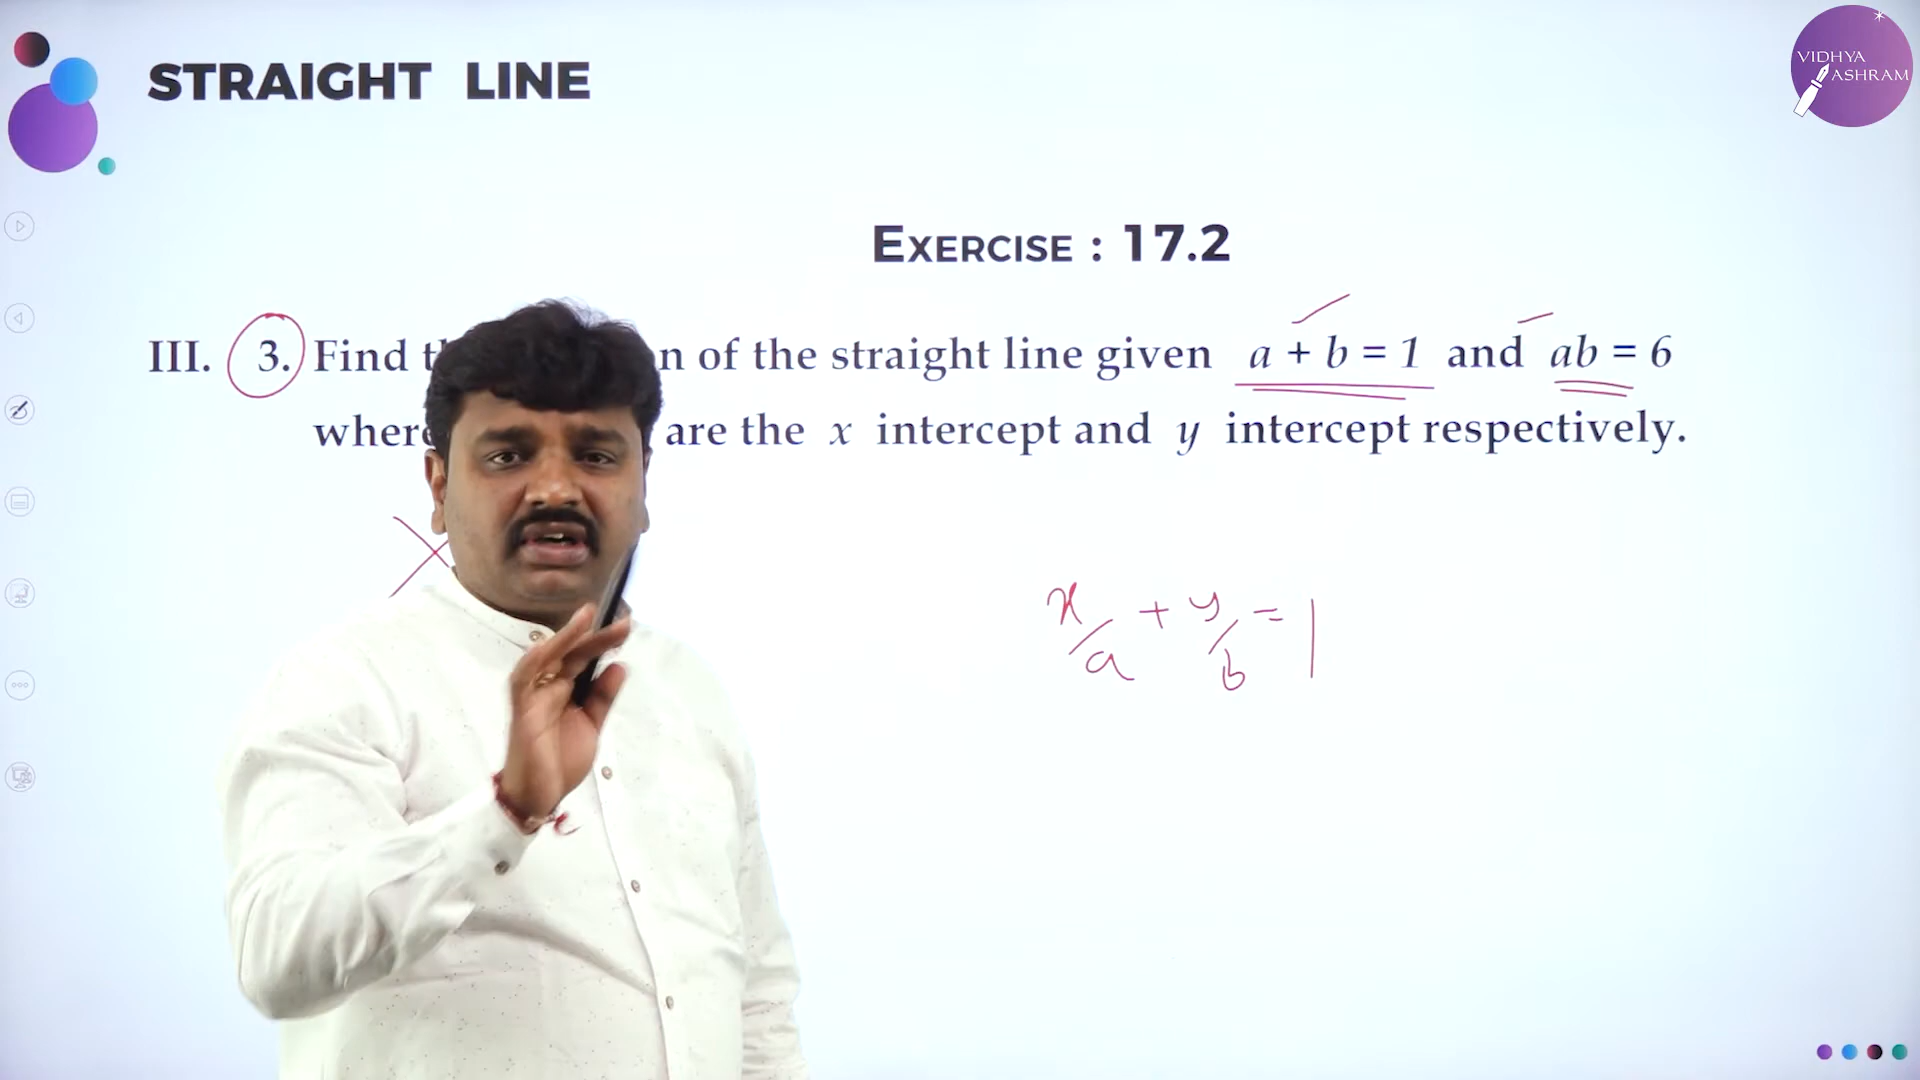 VIDHYA
ASHRAM
STRAIGHT LINE
EXERCISE : 17.2
III. 3. Find n of the straight line given a + b = 1 and ab = 6
where are the x intercept and y intercept respectively.
x/a + y/b = 1